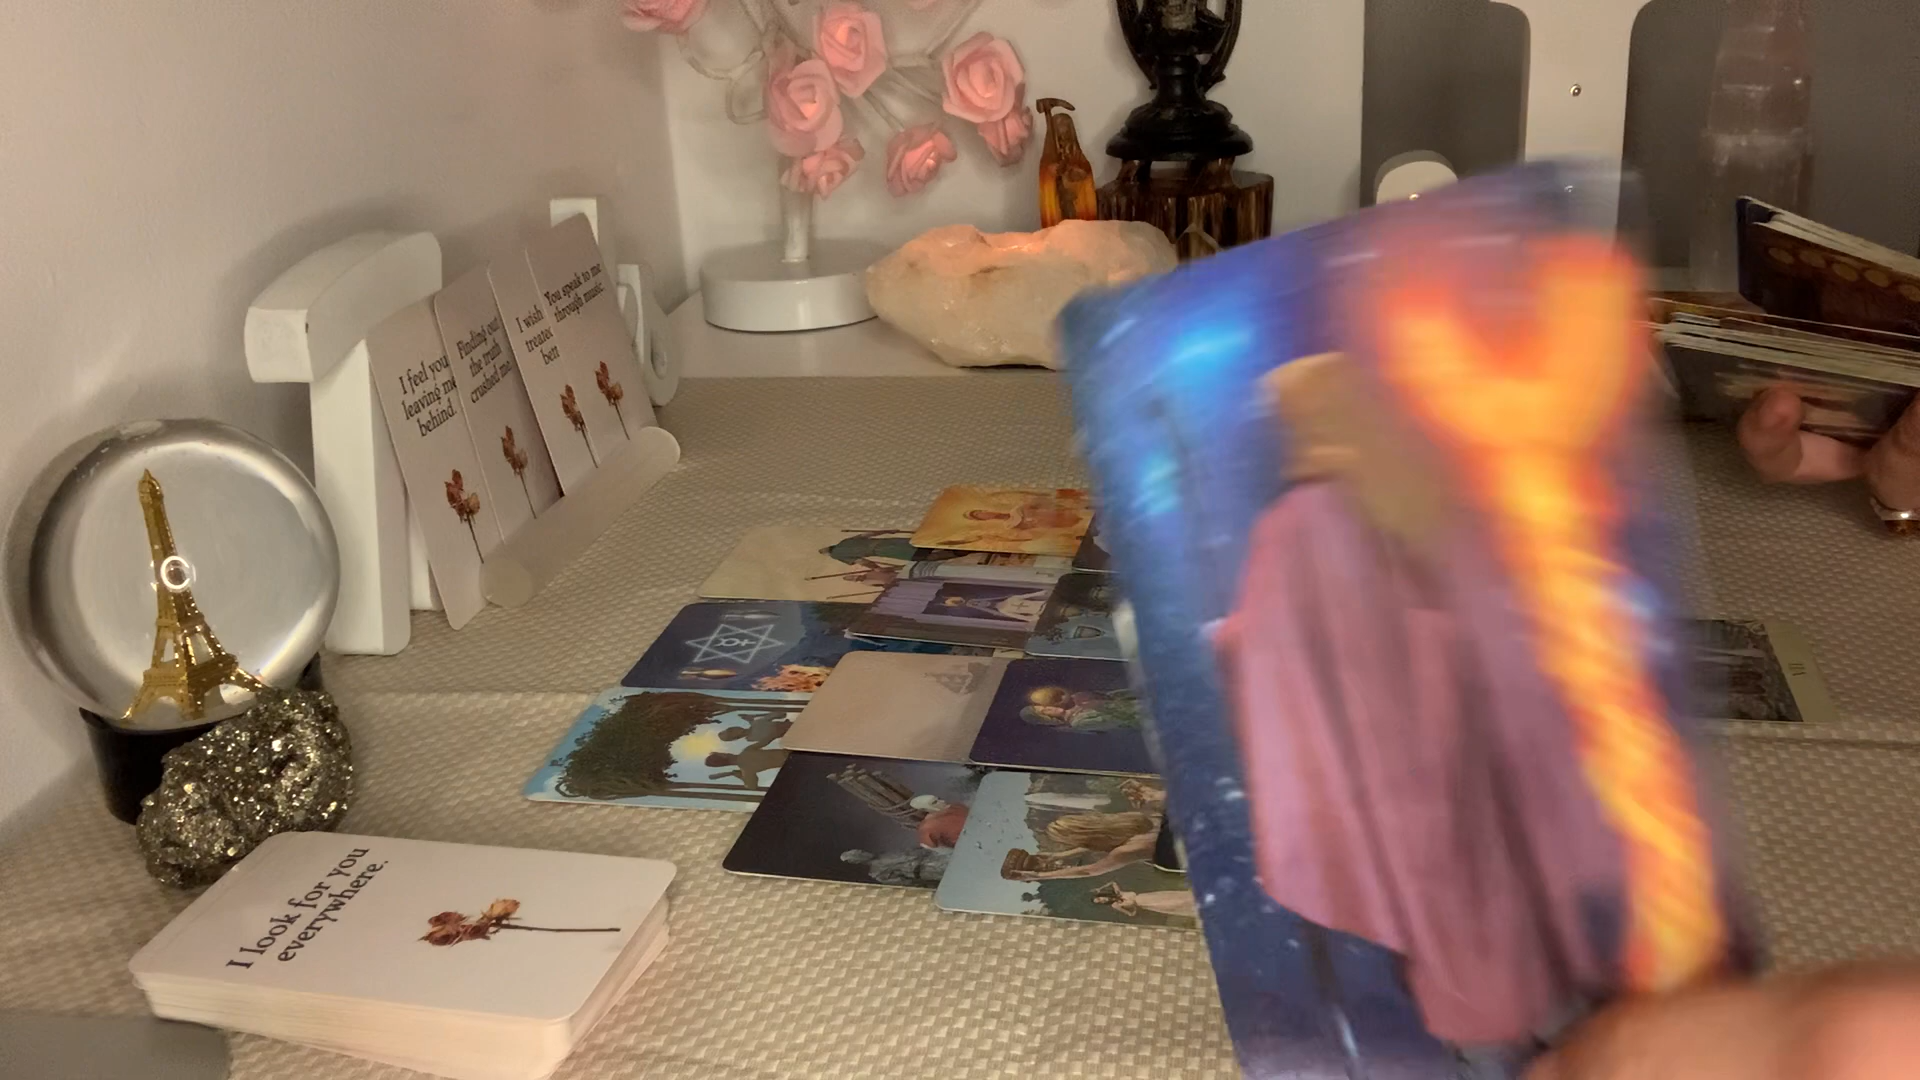 I feel you
leaving me
behind.
Finding out
the truth
crushed me.
I wish
You speak to me
through music.
I look for you
everywhere.